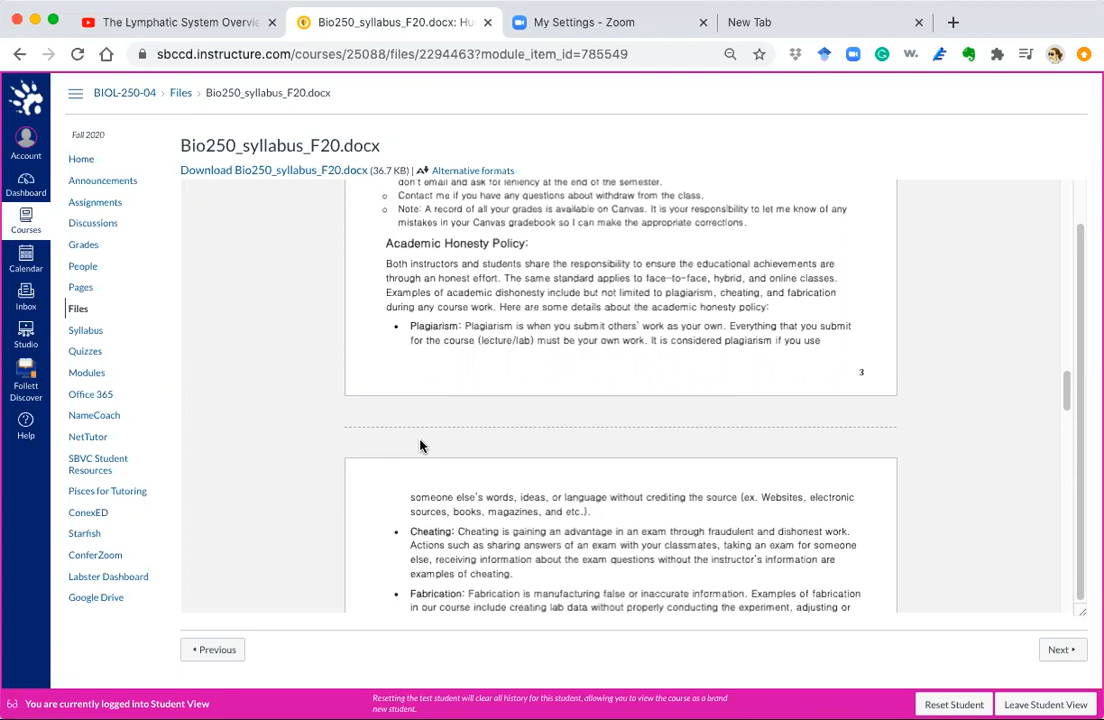 The Lymphatic System Overvie
Bio250_syllabus_F20.docx: Hu
My Settings - Zoom
New Tab
sbccd.instructure.com/courses/25088/files/2294463?module_item_id=785549
BIOL-250-04 › Files › Bio250_syllabus_F20.docx
Account
Dashboard
Courses
Calendar
Inbox
Studio
Follett
Discover
Help
Fall 2020
Home
Announcements
Assignments
Discussions
Grades
People
Pages
Files
Syllabus
Quizzes
Modules
Office 365
NameCoach
NetTutor
SBVC Student
Resources
Pisces for Tutoring
ConexED
Starfish
ConferZoom
Labster Dashboard
Google Drive
Bio250_syllabus_F20.docx
Download Bio250_syllabus_F20.docx (36.7 KB) | Alternative formats
don't email and ask for leniency at the end of the semester.
o Contact me if you have any questions about withdraw from the class.
o Note: A record of all your grades is available on Canvas. It is your responsibility to let me know of any
mistakes in your Canvas gradebook so I can make the appropriate corrections.
Academic Honesty Policy:
Both instructors and students share the responsibility to ensure the educational achievements are
through an honest effort. The same standard applies to face-to-face, hybrid, and online classes.
Examples of academic dishonesty include but not limited to plagiarism, cheating, and fabrication
during any course work. Here are some details about the academic honesty policy:
• Plagiarism: Plagiarism is when you submit others' work as your own. Everything that you submit
for the course (lecture/lab) must be your own work. It is considered plagiarism if you use
3
someone else's words, ideas, or language without crediting the source (ex. Websites, electronic
sources, books, magazines, and etc.).
• Cheating: Cheating is gaining an advantage in an exam through fraudulent and dishonest work.
Actions such as sharing answers of an exam with your classmates, taking an exam for someone
else, receiving information about the exam questions without the instructor's information are
examples of cheating.
• Fabrication: Fabrication is manufacturing false or inaccurate information. Examples of fabrication
in our course include creating lab data without properly conducting the experiment, adjusting or
Previous
Next
You are currently logged into Student View
Resetting the test student will clear all history for this student, allowing you to view the course as a brand
new student.
Reset Student
Leave Student View